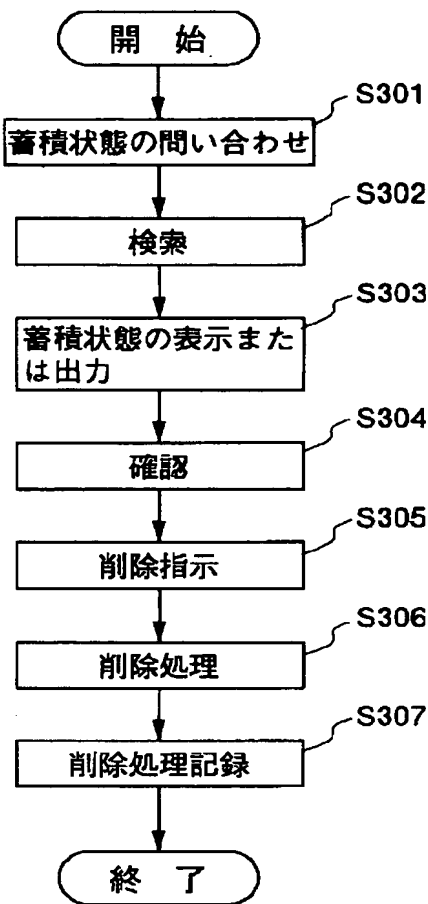 開 始
S301
蓄積状態の問い合わせ
S302
検索
S303
蓄積状態の表示また
は出力
S304
確認
S305
削除指示
S306
削除処理
S307
削除処理記録
終 了